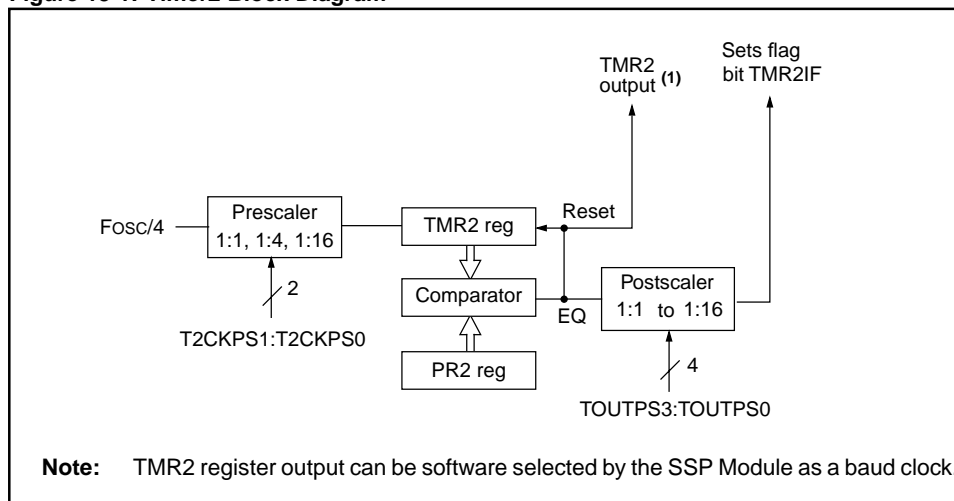 TMR2
output (1)
Sets flag
bit TMR2IF
FOSC/4
Prescaler
1:1, 1:4, 1:16
2
T2CKPS1:T2CKPS0
TMR2 reg
Reset
Comparator
EQ
PR2 reg
Postscaler
1:1 to 1:16
4
TOUTPS3:TOUTPS0
Note: TMR2 register output can be software selected by the SSP Module as a baud clock.